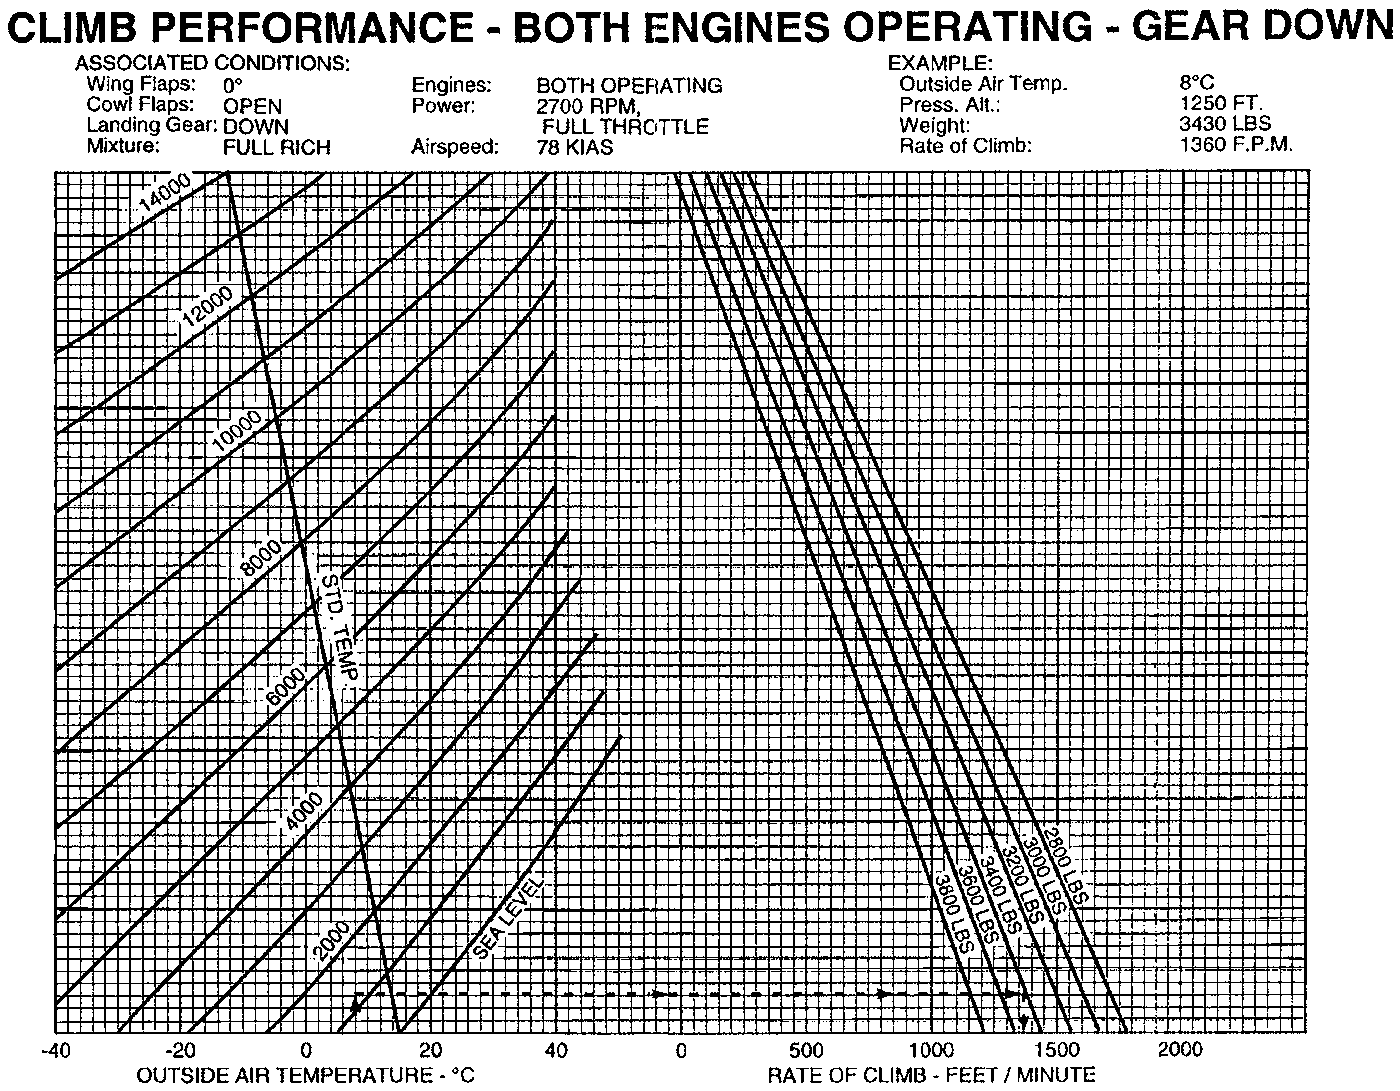 CLIMB PERFORMANCE - BOTH ENGINES OPERATING - GEAR DOWN
ASSOCIATED CONDITIONS:
Wing Flaps: 0°
Cowl Flaps: OPEN
Landing Gear: DOWN
Mixture: FULL RICH
Engines: BOTH OPERATING
Power: 2700 RPM,
FULL THROTTLE
Airspeed: 78 KIAS
EXAMPLE:
Outside Air Temp. 8°C
Press. Alt.: 1250 FT.
Weight: 3430 LBS
Rate of Climb: 1360 F.P.M.
14000
12000
10000
8000
STD. TEMP.
6000
4000
2000
SEA LEVEL
3800 LBS
3600 LBS
3400 LBS
3200 LBS
3000 LBS
2800 LBS
-40 -20 0 20 40 0 500 1000 1500 2000
OUTSIDE AIR TEMPERATURE - °C
RATE OF CLIMB - FEET / MINUTE